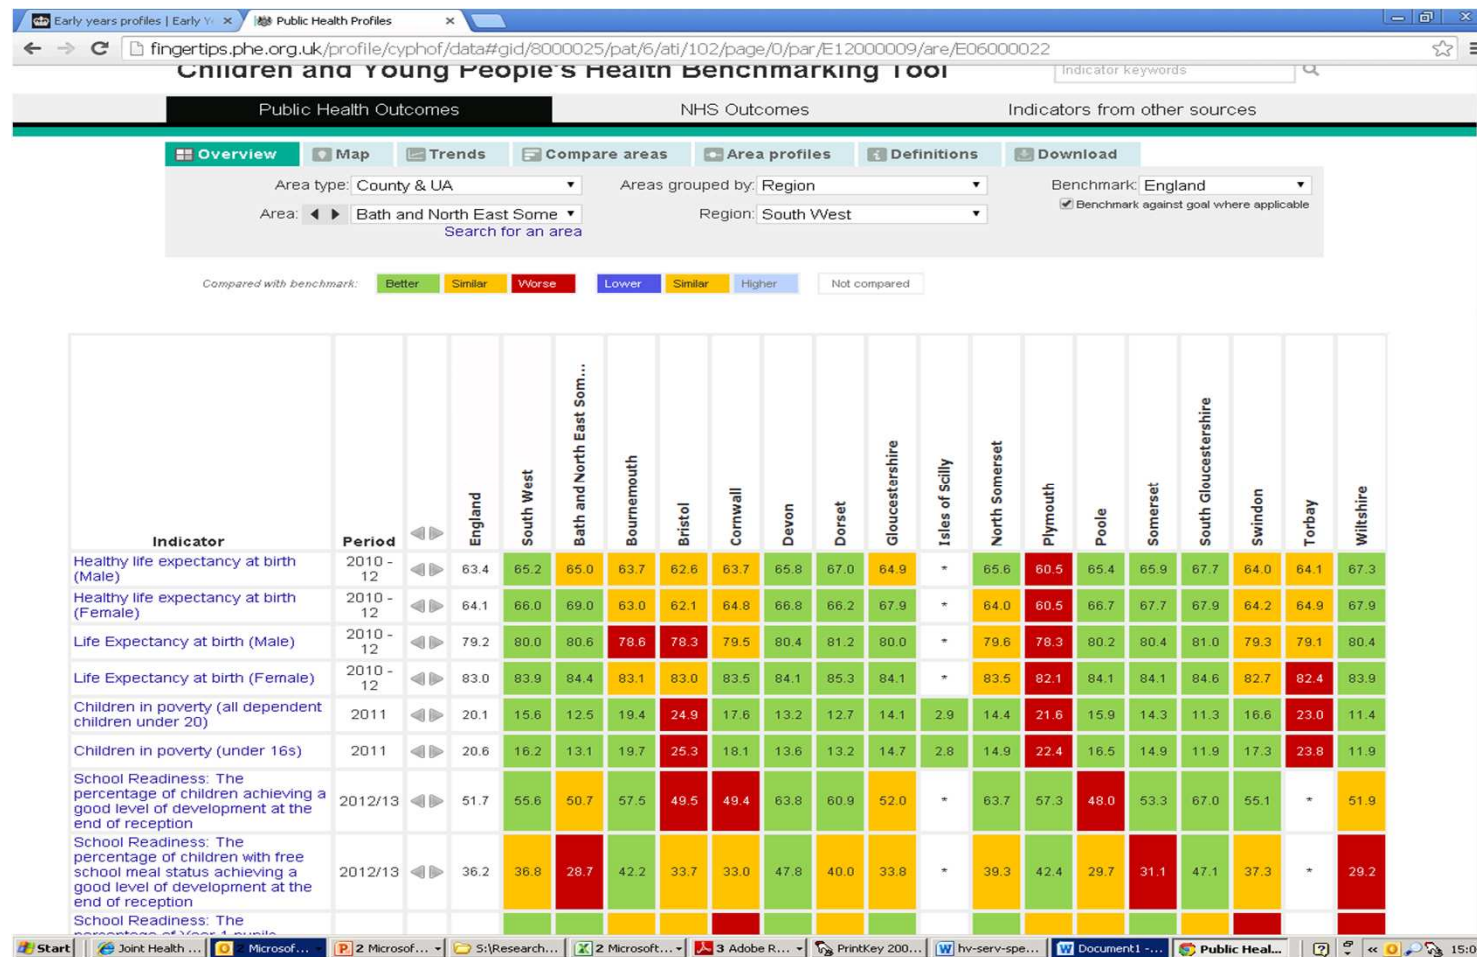 Early years profiles | Early Y
Public Health Profiles
fingertips.phe.org.uk/profile/cyphof/data#gid/8000025/pat/6/ati/102/page/0/par/E12000009/are/E06000022
Children and Young People's Health Benchmarking Tool
Indicator keywords
Public Health Outcomes NHS Outcomes Indicators from other sources
Overview Map Trends Compare areas Area profiles Definitions Download
Area type: County & UA Areas grouped by: Region Benchmark: England
Benchmark against goal where applicable
Area: Bath and North East Some Region: South West
Search for an area
Compared with benchmark: Better Similar Worse Lower Similar Higher Not compared
Indicator Period England South West Bath and North East Som... Bournemouth Bristol Cornwall Devon Dorset Gloucestershire Isles of Scilly North Somerset Plymouth Poole Somerset South Gloucestershire Swindon Torbay Wiltshire
Healthy life expectancy at birth
(Male)
2010 -
12
63.4 65.2 65.0 63.7 62.6 63.7 65.8 67.0 64.9 * 65.6 60.5 65.4 65.9 67.7 64.0 64.1 67.3
Healthy life expectancy at birth
(Female)
2010 -
12
64.1 66.0 69.0 63.0 62.1 64.8 66.8 66.2 67.9 * 64.0 60.5 66.7 67.7 67.9 64.2 64.9 67.9
Life Expectancy at birth (Male)
2010 -
12
79.2 80.0 80.6 78.6 78.3 79.5 80.4 81.2 80.0 * 79.6 78.3 80.2 80.4 81.0 79.3 79.1 80.4
Life Expectancy at birth (Female)
2010 -
12
83.0 83.9 84.4 83.1 83.0 83.5 84.1 85.3 84.1 * 83.5 82.1 84.1 84.1 84.6 82.7 82.4 83.9
Children in poverty (all dependent
children under 20)
2011
20.1 15.6 12.5 19.4 24.9 17.6 13.2 12.7 14.1 2.9 14.4 21.6 15.9 14.3 11.3 16.6 23.0 11.4
Children in poverty (under 16s)
2011
20.6 16.2 13.1 19.7 25.3 18.1 13.6 13.2 14.7 2.8 14.9 22.4 16.5 14.9 11.9 17.3 23.8 11.9
School Readiness: The
percentage of children achieving a
good level of development at the
end of reception
2012/13
51.7 55.6 50.7 57.5 49.5 49.4 63.8 60.9 52.0 * 63.7 57.3 48.0 53.3 67.0 55.1 * 51.9
School Readiness: The
percentage of children with free
school meal status achieving a
good level of development at the
end of reception
2012/13
36.2 36.8 28.7 42.2 33.7 33.0 47.8 40.0 33.8 * 39.3 42.4 29.7 31.1 47.1 37.3 * 29.2
School Readiness: The
percentage of Year 1 pupils
Start Joint Health ... 2 Microsof... 2 Microsof... S:\Research... 2 Microsoft... 3 Adobe R... PrintKey 200... hv-serv-spe... Document1 -... Public Heal... 15:0